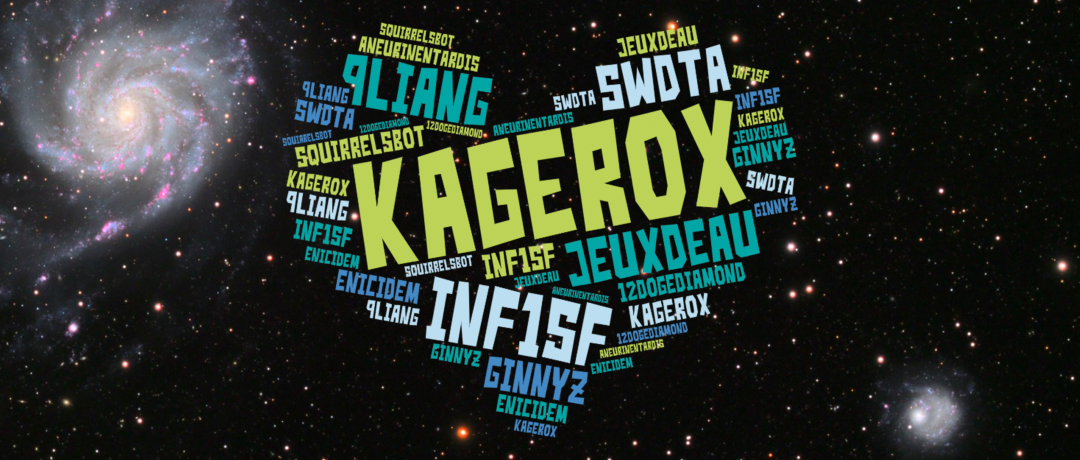 SQUIRRELSBOT
ANEURINENTARDIS
JEUXDEAU
9LIANG
SWDTA
INF1SF
9LIANG
SWDTA
INF1SF
SWDTA
KAGEROX
12DOGEDIAMOND
12DOGEDIAMOND
ANEURINENTARDIS
SQUIRRELSBOT
JEUXDEAU
SQUIRRELSBOT
GINNYZ
KAGEROX
KAGEROX
SWDTA
9LIANG
GINNYZ
INF1SF
JEUXDEAU
ENICIDEM
SQUIRRELSBOT
INF1SF
JEUXDEAU
12DOGEDIAMOND
ENICIDEM
ANEURINENTARDIS
9LIANG
INF1SF
KAGEROX
12DOGEDIAMOND
GINNYZ
ANEURINENTARDIS
ENICIDEM
GINNYZ
ENICIDEM
KAGEROX